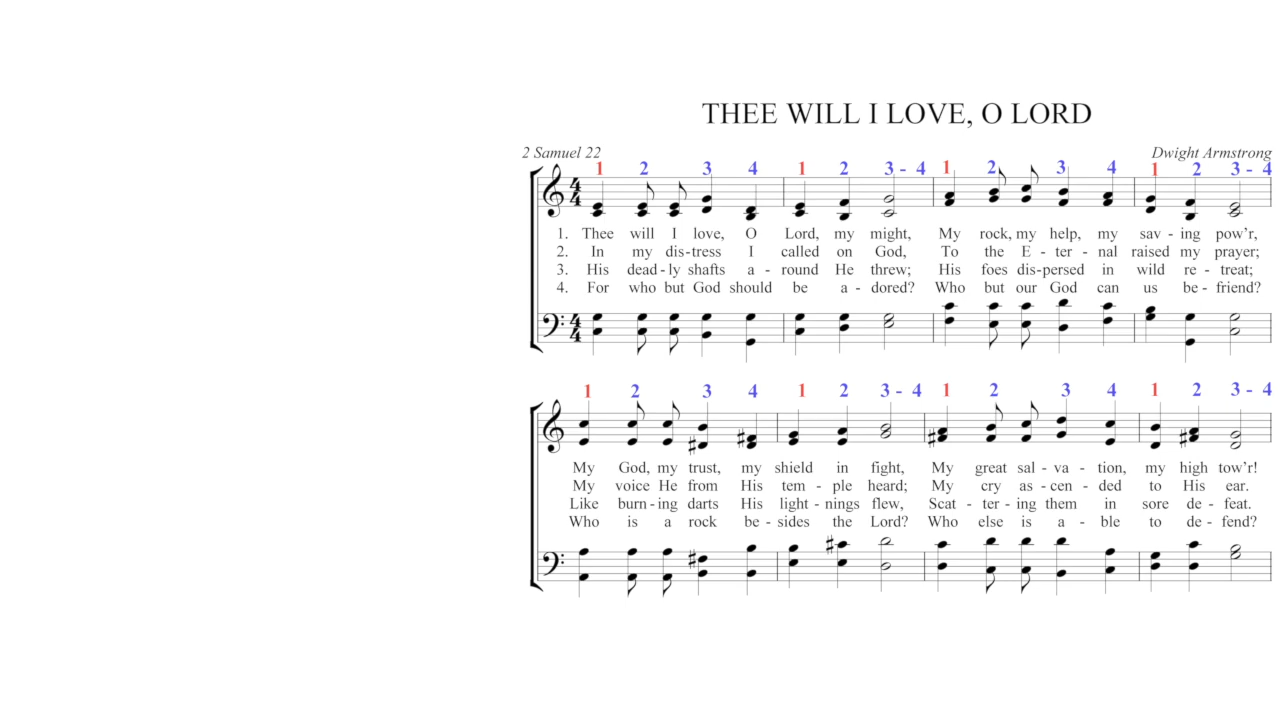 THEE WILL I LOVE, O LORD
2 Samuel 22 Dwight Armstrong
1 2 3 4 1 2 3 - 4 1 2 3 4 1 2 3 - 4
4 4
1. Thee will I love, O Lord, my might, My rock, my help, my sav - ing pow'r,
2. In my dis - tress I called on God, To the E - ter - nal raised my prayer;
3. His dead - ly shafts a - round He threw; His foes dis - persed in wild re - treat;
4. For who but God should be a - dored? Who but our God can us be - friend?
4 4
1 2 3 4 1 2 3 - 4 1 2 3 4 1 2 3 - 4
My God, my trust, my shield in fight, My great sal - va - tion, my high tow'r!
My voice He from His tem - ple heard; My cry as - cen - ded to His ear.
Like burn - ing darts His light - nings flew, Scat - ter - ing them in sore de - feat.
Who is a rock be - sides the Lord? Who else is a - ble to de - fend?